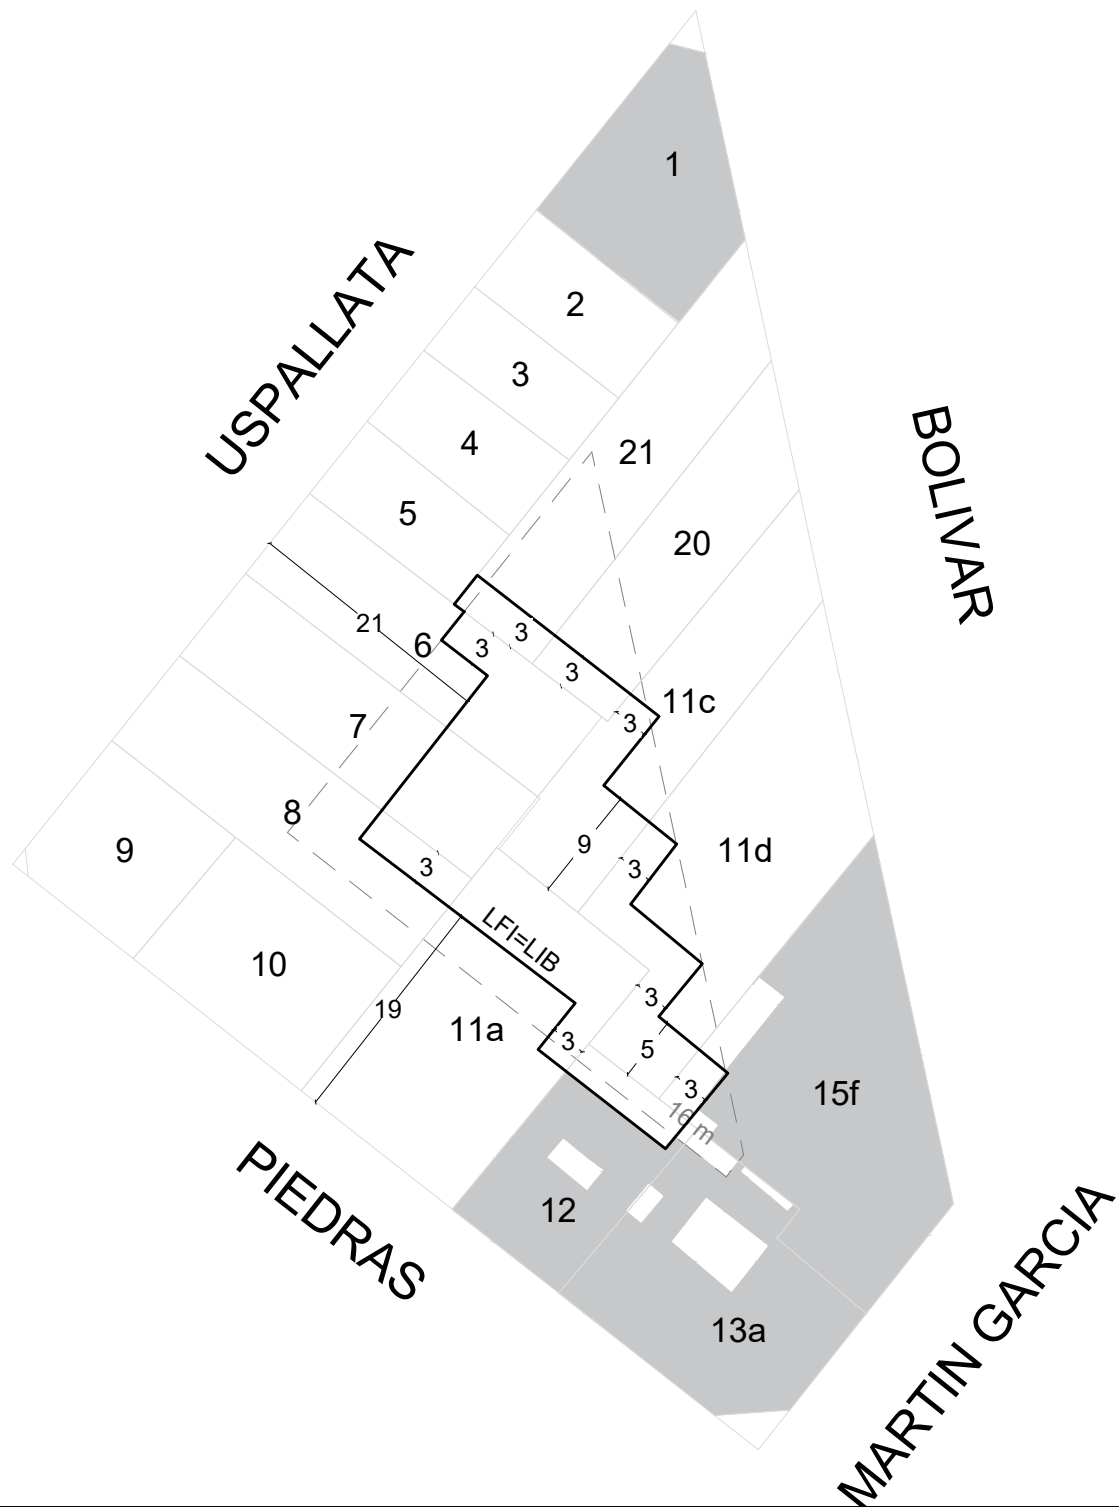 1
2
USPALLATA
3
4
21
BOLIVAR
5
20
21
3
6
3
3
11c
3
7
8
9
9
11d
3
3
LFI=LIB
10
3
19
11a
3
5
3
15f
16 m
PIEDRAS
12
13a
MARTIN GARCIA